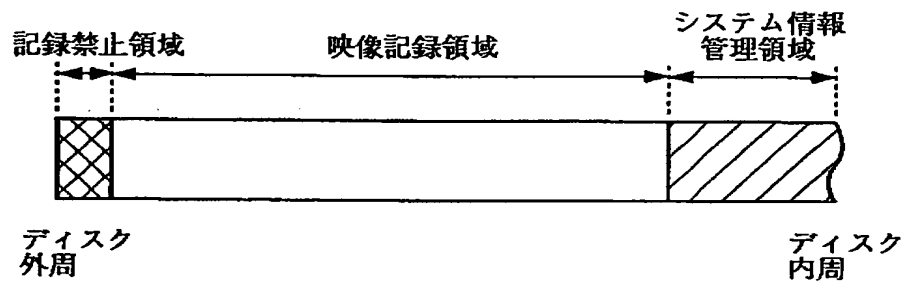 記録禁止領域
映像記録領域
システム情報
管理領域
ディスク
外周
ディスク
内周